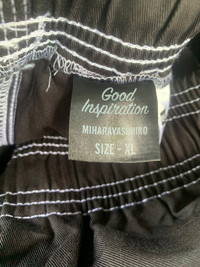 Good
Inspiration
MIHARAYASUHIRO
SIZE - XL